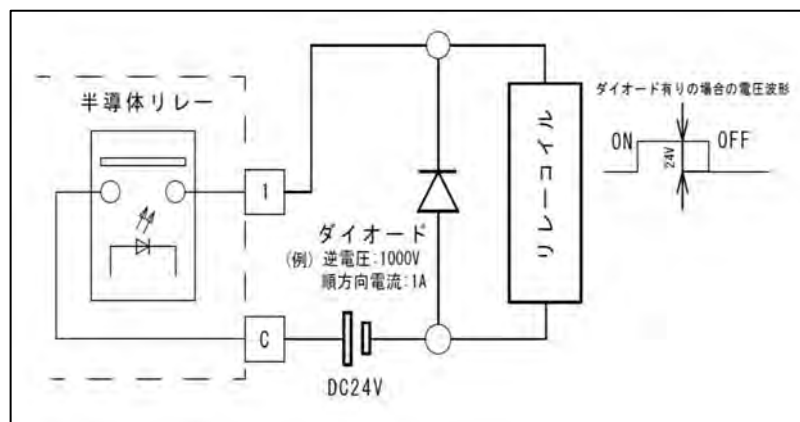 半導体リレー
1
C
DC24V
ダイオード
(例) 逆電圧:1000V
順方向電流:1A
リレーコイル
ダイオード有りの場合の電圧波形
ON
24V
OFF